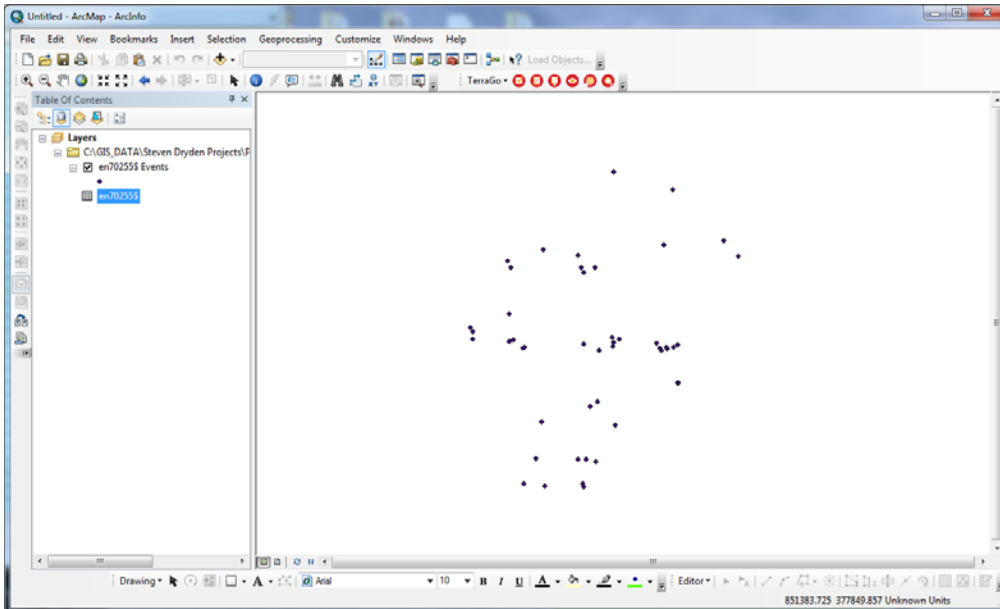 Untitled - ArcMap - ArcInfo
File Edit View Bookmarks Insert Selection Geoprocessing Customize Windows Help
Load Objects...
TerraGo
Table Of Contents
Layers
C:\GIS_DATA\Steven Dryden Projects\F
en70255$ Events
en70255$
Drawing Arial 10 B I U A Editor
851383.725 377849.857 Unknown Units